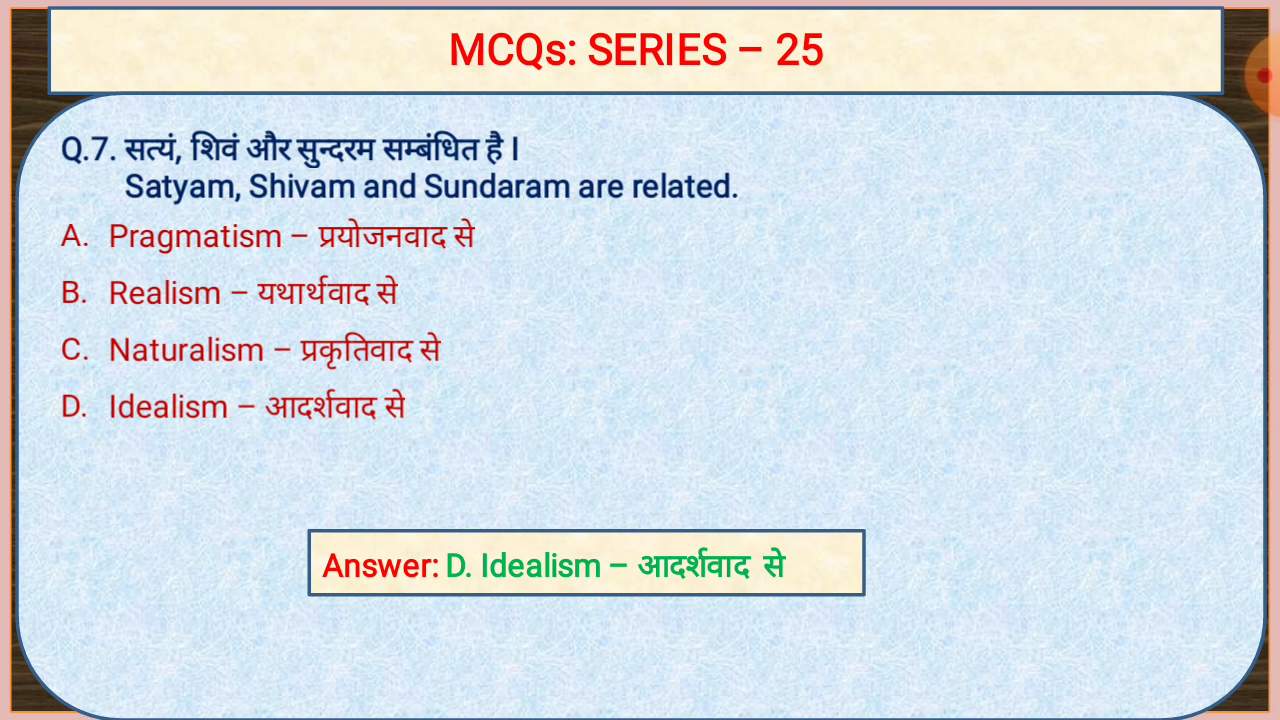 MCQs: SERIES – 25
Q.7. सत्यं, शिवं और सुन्दरम सम्बंधित है।
Satyam, Shivam and Sundaram are related.
A. Pragmatism – प्रयोजनवाद से
B. Realism – यथार्थवाद से
C. Naturalism – प्रकृतिवाद से
D. Idealism – आदर्शवाद से
Answer: D. Idealism – आदर्शवाद से